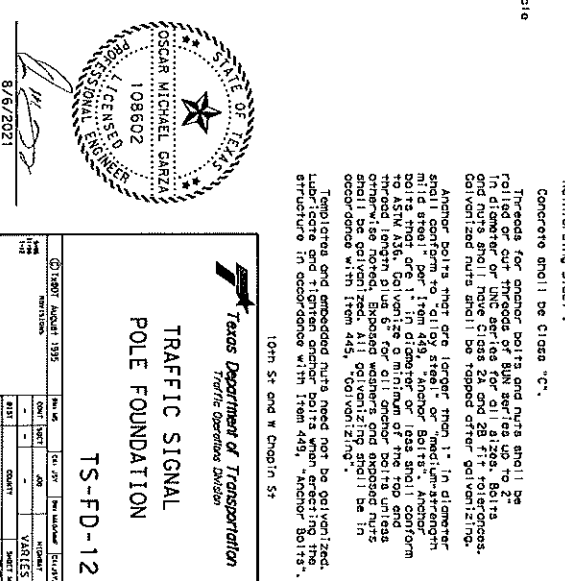 Concrete shall be Class "C".
Threads for anchor bolts and nuts shall be
rolled or cut threads of 8UN series up to 2"
in diameter or UNC series for all sizes. Bolts
and nuts shall have Class 2A and 2B fit tolerances.
Galvanized nuts shall be tapped after galvanizing.
Anchor bolts that are larger than 1" in diameter
shall conform to "alloy steel" or "medium-strength
mild steel" per Item 449, "Anchor Bolts". Anchor
bolts that are 1" in diameter or less shall conform
to ASTM A36. Galvanize a minimum of the top end
thread length plus 6" for all anchor bolts unless
otherwise noted. Exposed washers and exposed nuts
shall be galvanized. All galvanizing shall be in
accordance with Item 445, "Galvanizing".
Templates and embedded nuts need not be galvanized.
Lubricate and tighten anchor bolts when erecting the
structure in accordance with Item 449, "Anchor Bolts".
STATE OF TEXAS
OSCAR MICHAEL GARZA
108602
LICENSED
PROFESSIONAL ENGINEER
8/6/2021
10th St and W Chapin St
Texas Department of Transportation
Traffic Operations Division
TRAFFIC SIGNAL
POLE FOUNDATION
TS-FD-12
© TxDOT August 1995
REVISIONS
CONT SECT JOB HIGHWAY
- - VARIES
DIST COUNTY